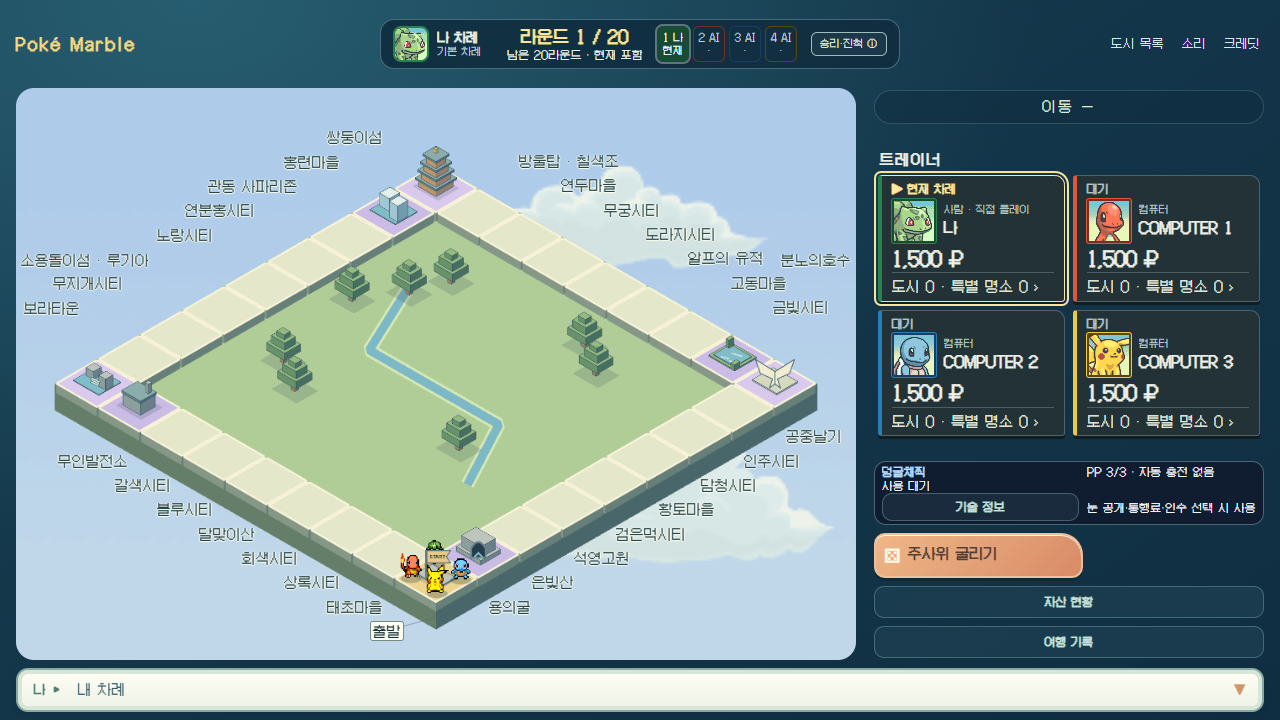 Poké Marble
나 차례
기본 차례
라운드 1 / 20
남은 20라운드 · 현재 포함
1 나
현재
2 AI
·
3 AI
·
4 AI
·
승리·진척 ⓘ
도시 목록
소리
크레딧
쌍둥이섬
홍련마을
관동 사파리존
연분홍시티
노랑시티
소용돌이섬 · 루기아
무지개시티
보라타운
방울탑 · 칠색조
연두마을
무궁시티
도라지시티
알프의 유적
분노의호수
고동마을
금빛시티
무인발전소
갈색시티
블루시티
달맞이산
회색시티
상록시티
태초마을
출발
START
공중날기
인주시티
담청시티
황토마을
검은먹시티
석영고원
은빛산
용의굴
이동 —
트레이너
▶ 현재 차례
사람 · 직접 플레이
나
1,500 ₽
도시 0 · 특별 명소 0 ›
대기
컴퓨터
COMPUTER 1
1,500 ₽
도시 0 · 특별 명소 0 ›
대기
컴퓨터
COMPUTER 2
1,500 ₽
도시 0 · 특별 명소 0 ›
대기
컴퓨터
COMPUTER 3
1,500 ₽
도시 0 · 특별 명소 0 ›
덩굴채찍
사용 대기
PP 3/3 · 자동 충전 없음
기술 정보
눈 공개·통행료·인수 선택 시 사용
주사위 굴리기
자산 현황
여행 기록
나 ▶ 내 차례
▼